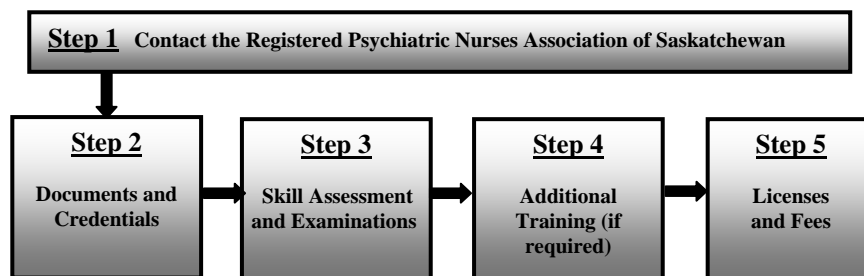 Step 1 Contact the Registered Psychiatric Nurses Association of Saskatchewan
Step 2
Documents and
Credentials
Step 3
Skill Assessment
and Examinations
Step 4
Additional
Training (if
required)
Step 5
Licenses
and Fees